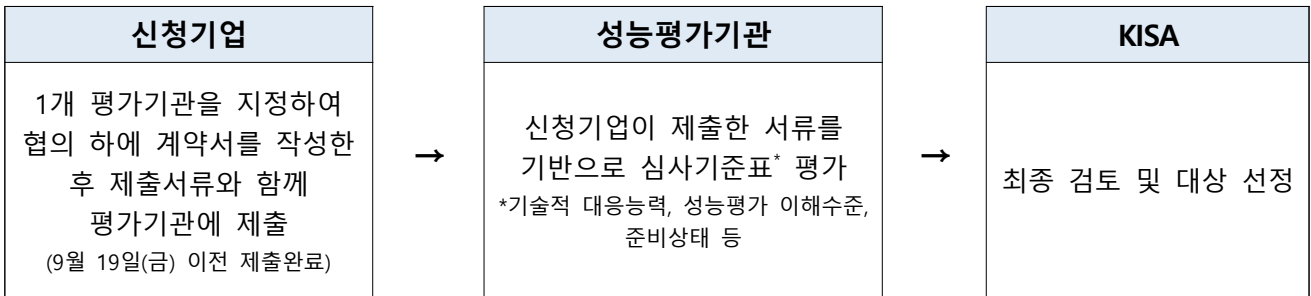 신청기업
1개 평가기관을 지정하여
협의 하에 계약서를 작성한
후 제출서류와 함께
평가기관에 제출
(9월 19일(금) 이전 제출완료)
→
성능평가기관
신청기업이 제출한 서류를
기반으로 심사기준표* 평가
*기술적 대응능력, 성능평가 이해수준,
준비상태 등
→
KISA
최종 검토 및 대상 선정